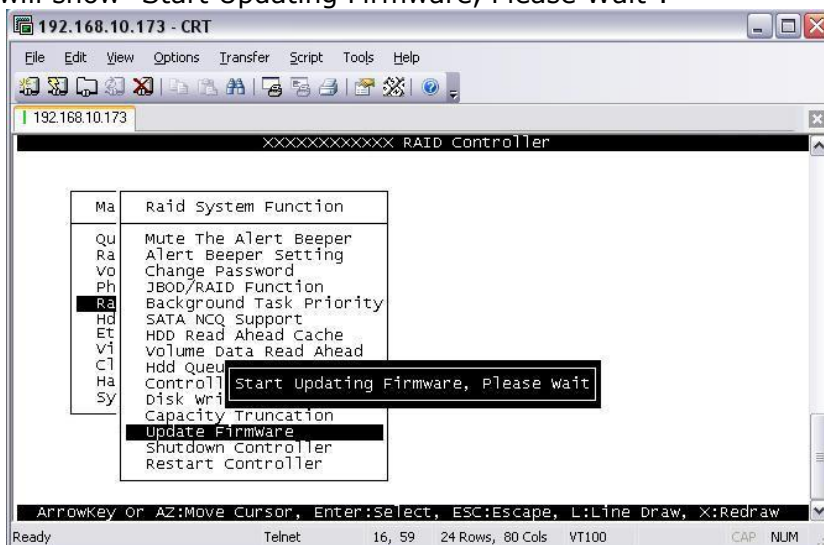 will show "Start Updating Firmware, Please Wait".
192.168.10.173 - CRT
File Edit View Options Transfer Script Tools Help
192.168.10.173
XXXXXXXXXXXX RAID Controller
Ma Raid System Function
Qu Mute The Alert Beeper
Ra Alert Beeper Setting
Vo Change Password
Ph JBOD/RAID Function
Ra Background Task Priority
Hd SATA NCQ Support
Et HDD Read Ahead Cache
Vi Volume Data Read Ahead
Cl Hdd Queu
Ha Controll Start Updating Firmware, Please Wait
Sy Disk Wri
Capacity Truncation
Update FirmWare
Shutdown Controller
Restart Controller
ArrowKey Or AZ:Move Cursor, Enter:Select, ESC:Escape, L:Line Draw, X:Redraw
Ready Telnet 16, 59 24 Rows, 80 Cols VT100 CAP NUM